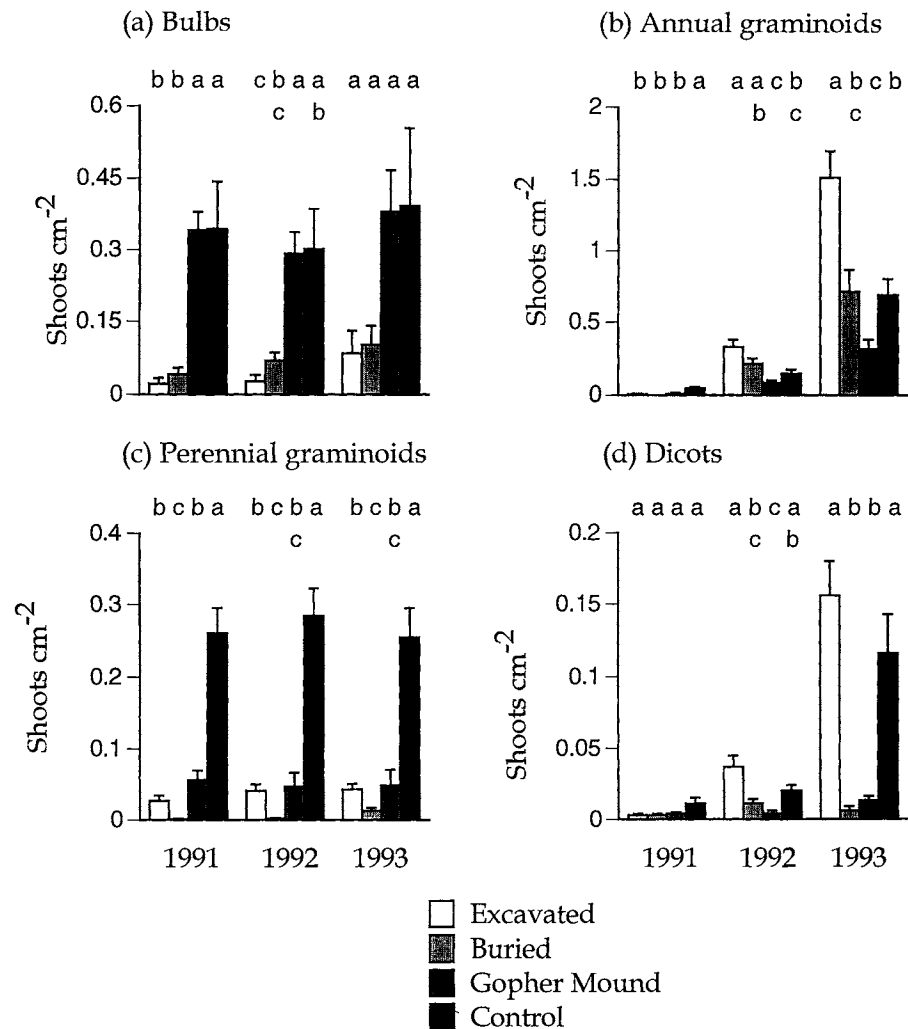 (a) Bulbs
b b a a c b a a a a a a
c b
0.6
0.45
0.3
0.15
0
Shoots cm-2
(b) Annual graminoids
b b b a a a c b a b c b
b c c
2
1.5
1
0.5
0
Shoots cm-2
(c) Perennial graminoids
b c b a b c b a b c b a
c c
0.4
0.3
0.2
0.1
0
Shoots cm-2
1991 1992 1993
(d) Dicots
a a a a a b c a a b b a
c b
0.2
0.15
0.1
0.05
0
Shoots cm-2
1991 1992 1993
Excavated
Buried
Gopher Mound
Control